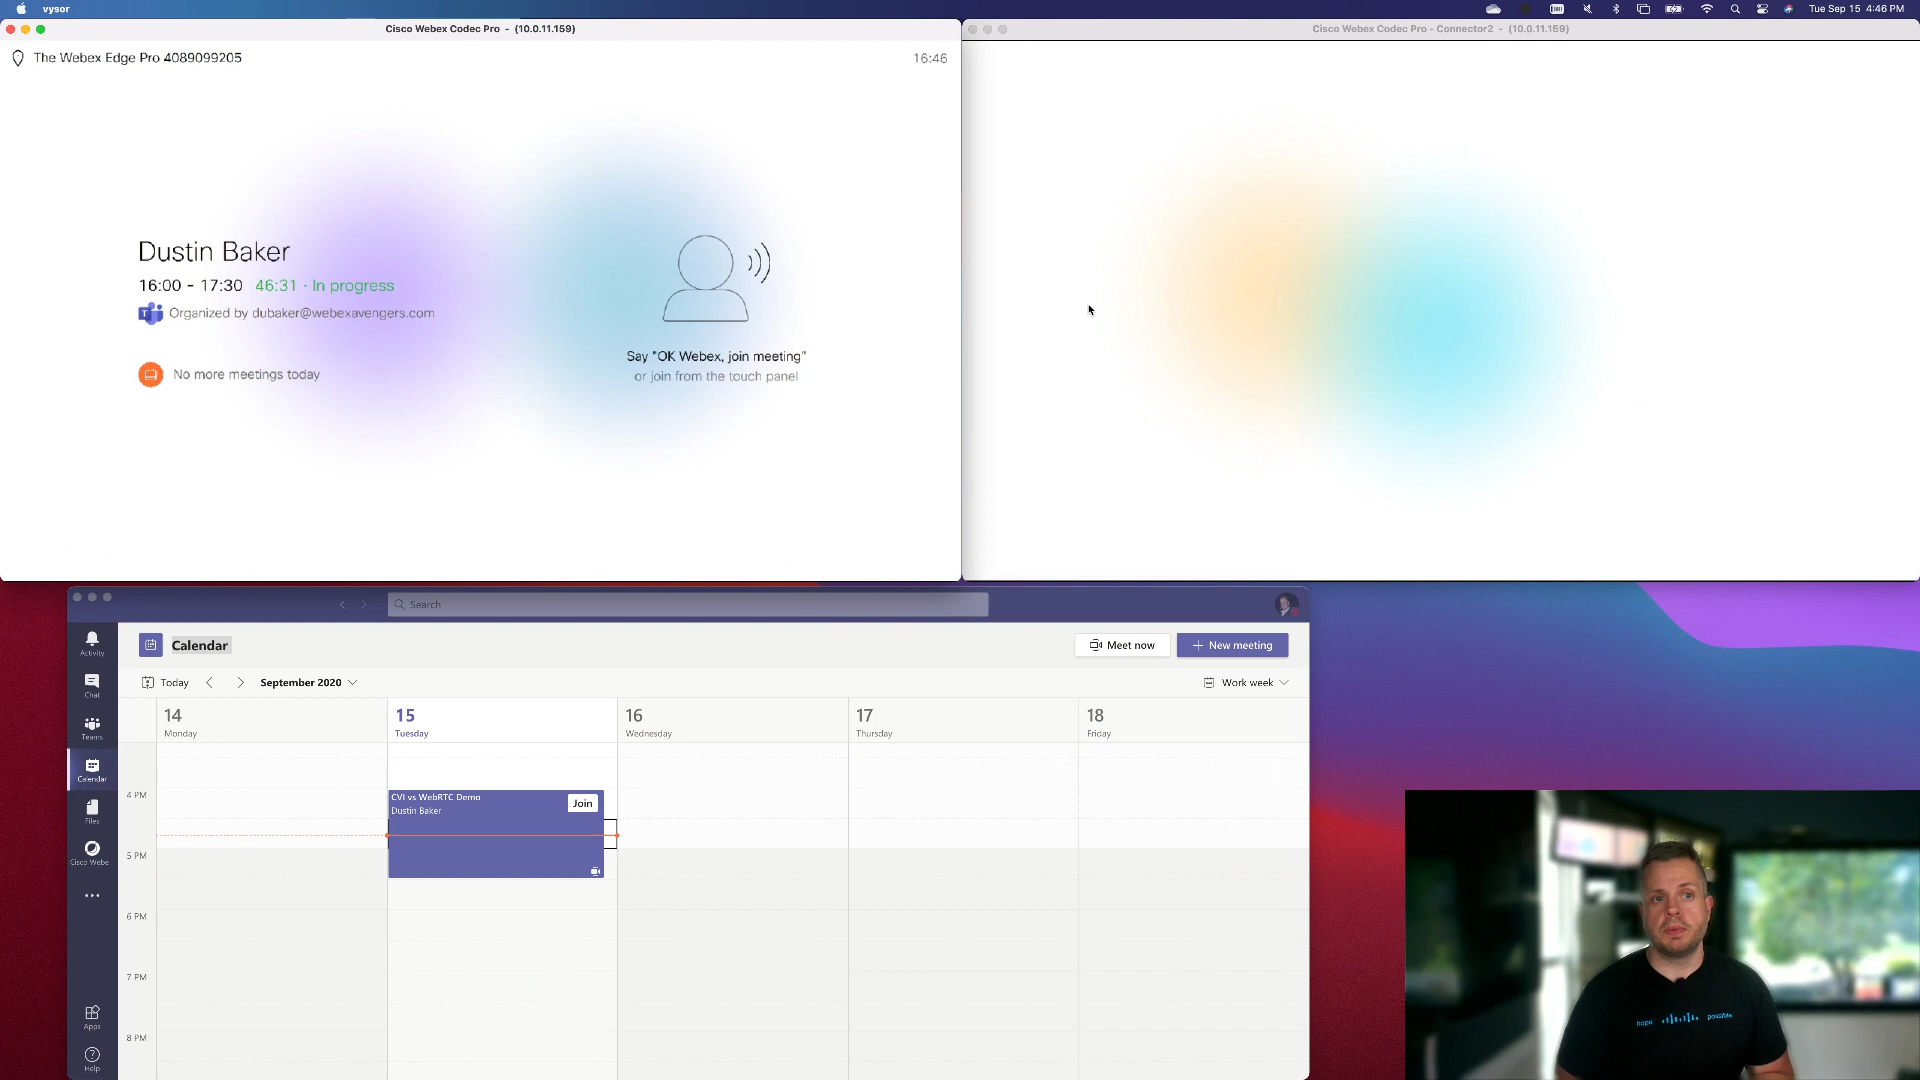 vysor
Tue Sep 15 4:46 PM
Cisco Webex Codec Pro - (10.0.11.159)
The Webex Edge Pro 4089099205
16:46
Dustin Baker
16:00 - 17:30 46:31 · In progress
Organized by dubaker@webexavengers.com
No more meetings today
Say "OK Webex, join meeting"
or join from the touch panel
Cisco Webex Codec Pro - Connector2 - (10.0.11.159)
Search
Activity
Chat
Teams
Calendar
Files
Cisco Webe
Apps
Help
Calendar
Meet now
New meeting
Today
September 2020
Work week
14
Monday
15
Tuesday
16
Wednesday
17
Thursday
18
Friday
4 PM
5 PM
6 PM
7 PM
8 PM
CVI vs WebRTC Demo
Dustin Baker
Join
hope
possible